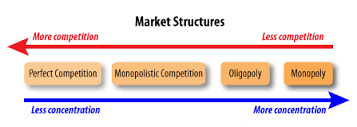 Market Structures
More competition Less competition
Perfect Competition Monopolistic Competition Oligopoly Monopoly
Less concentration More concentration